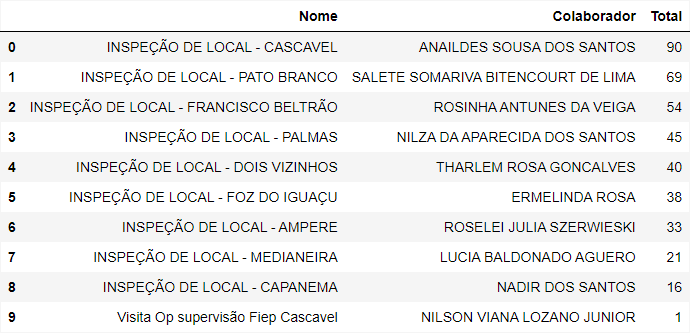 Nome Colaborador Total
0 INSPEÇÃO DE LOCAL - CASCAVEL ANAILDES SOUSA DOS SANTOS 90
1 INSPEÇÃO DE LOCAL - PATO BRANCO SALETE SOMARIVA BITENCOURT DE LIMA 69
2 INSPEÇÃO DE LOCAL - FRANCISCO BELTRÃO ROSINHA ANTUNES DA VEIGA 54
3 INSPEÇÃO DE LOCAL - PALMAS NILZA DA APARECIDA DOS SANTOS 45
4 INSPEÇÃO DE LOCAL - DOIS VIZINHOS THARLEM ROSA GONCALVES 40
5 INSPEÇÃO DE LOCAL - FOZ DO IGUAÇU ERMELINDA ROSA 38
6 INSPEÇÃO DE LOCAL - AMPERE ROSELEI JULIA SZERWIESKI 33
7 INSPEÇÃO DE LOCAL - MEDIANEIRA LUCIA BALDONADO AGUERO 21
8 INSPEÇÃO DE LOCAL - CAPANEMA NADIR DOS SANTOS 16
9 Visita Op supervisão Fiep Cascavel NILSON VIANA LOZANO JUNIOR 1